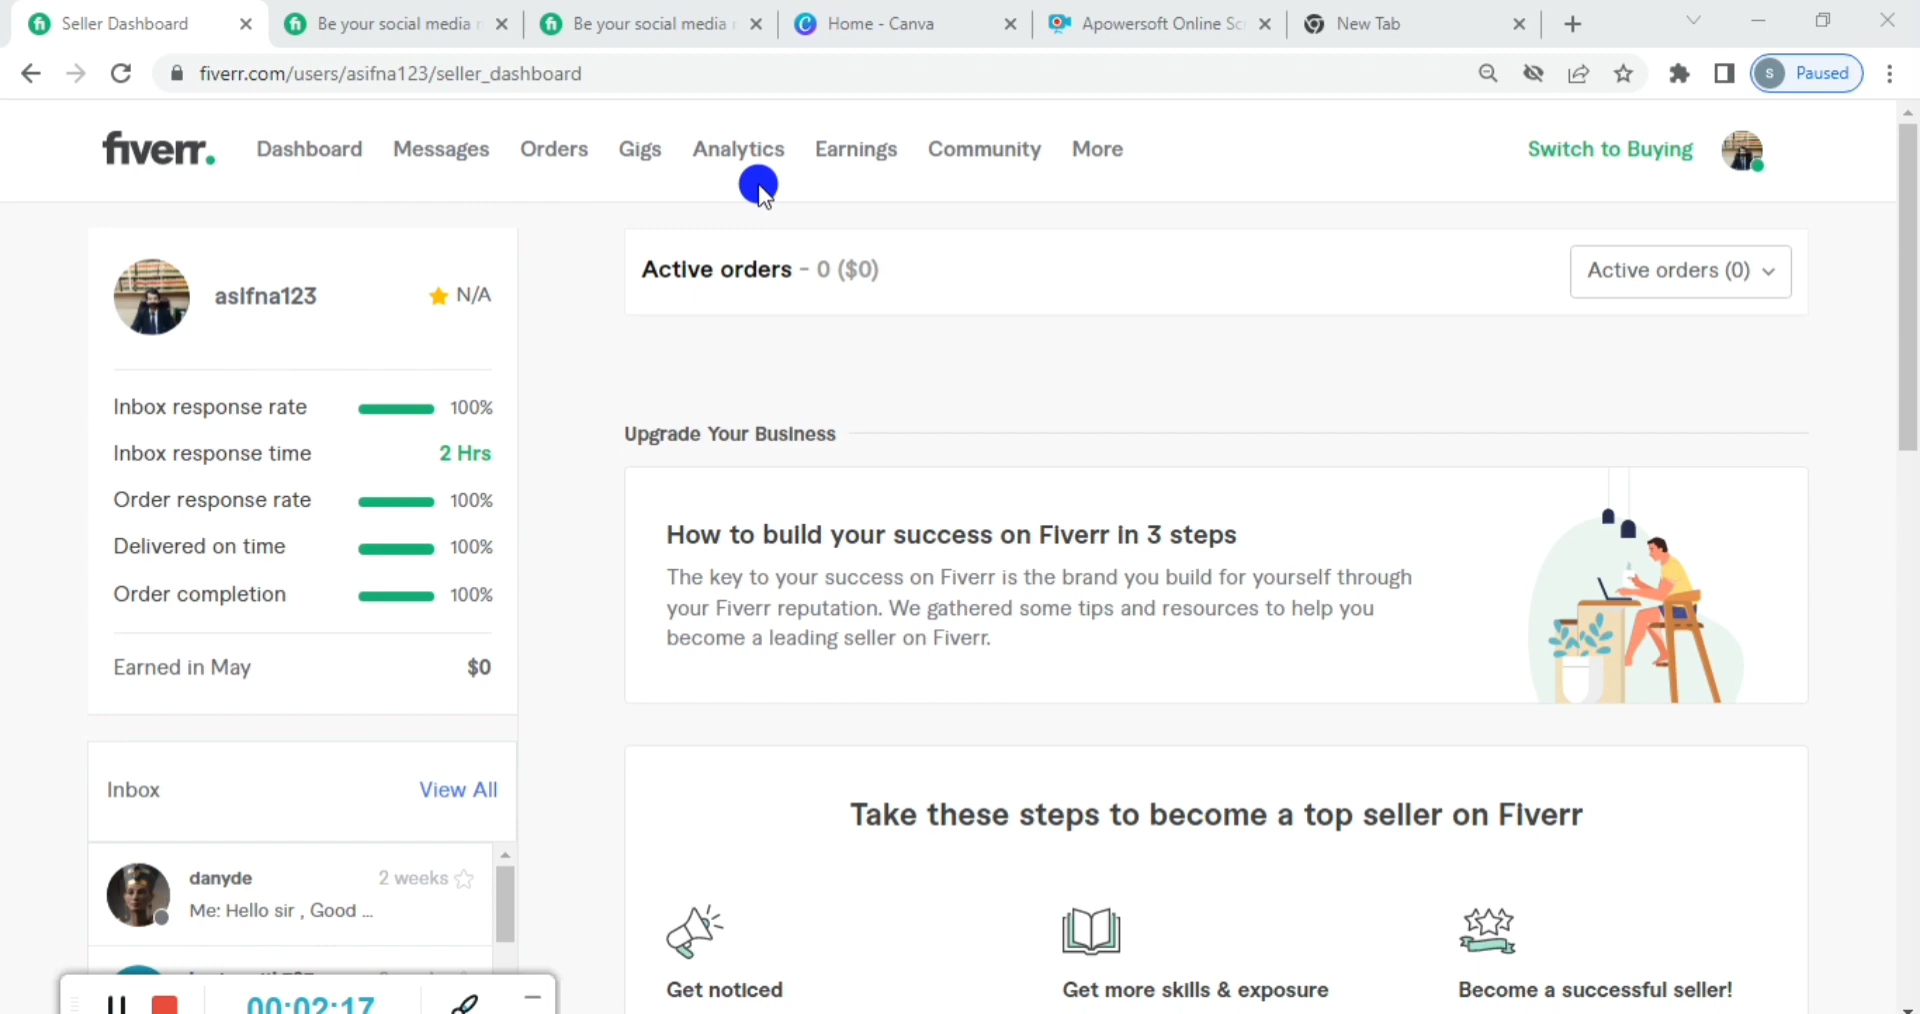 Seller Dashboard
Be your social media
Be your social media
Home - Canva
Apowersoft Online Sc
New Tab
fiverr.com/users/asifna123/seller_dashboard
S
Paused
fiverr.
Dashboard
Messages
Orders
Gigs
Analytics
Earnings
Community
More
Switch to Buying
asifna123
N/A
Inbox response rate
100%
Inbox response time
2 Hrs
Order response rate
100%
Delivered on time
100%
Order completion
100%
Earned in May
$0
Inbox
View All
danyde
2 weeks
Me: Hello sir , Good ...
00:02:17
Active orders - 0 ($0)
Active orders (0)
Upgrade Your Business
How to build your success on Fiverr in 3 steps
The key to your success on Fiverr is the brand you build for yourself through
your Fiverr reputation. We gathered some tips and resources to help you
become a leading seller on Fiverr.
Take these steps to become a top seller on Fiverr
Get noticed
Get more skills & exposure
Become a successful seller!